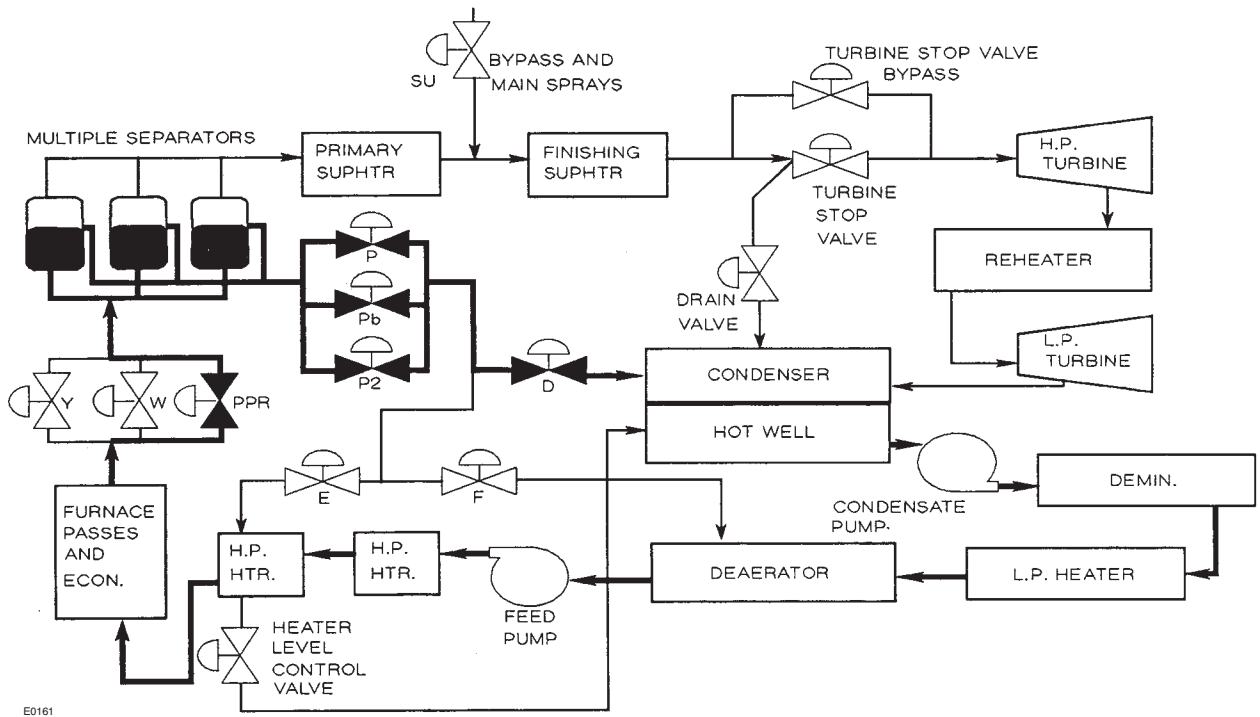 SU
BYPASS AND
MAIN SPRAYS
TURBINE STOP VALVE
BYPASS
MULTIPLE SEPARATORS
PRIMARY
SUPHTR
FINISHING
SUPHTR
H.P.
TURBINE
TURBINE
STOP
VALVE
P
Pb
P2
DRAIN
VALVE
REHEATER
L.P.
TURBINE
D
CONDENSER
HOT WELL
Y
W
PPR
E
F
CONDENSATE
PUMP.
DEMIN.
FURNACE
PASSES
AND
ECON.
H.P.
HTR.
H.P.
HTR.
FEED
PUMP
DEAERATOR
L.P. HEATER
HEATER
LEVEL
CONTROL
VALVE
E0161